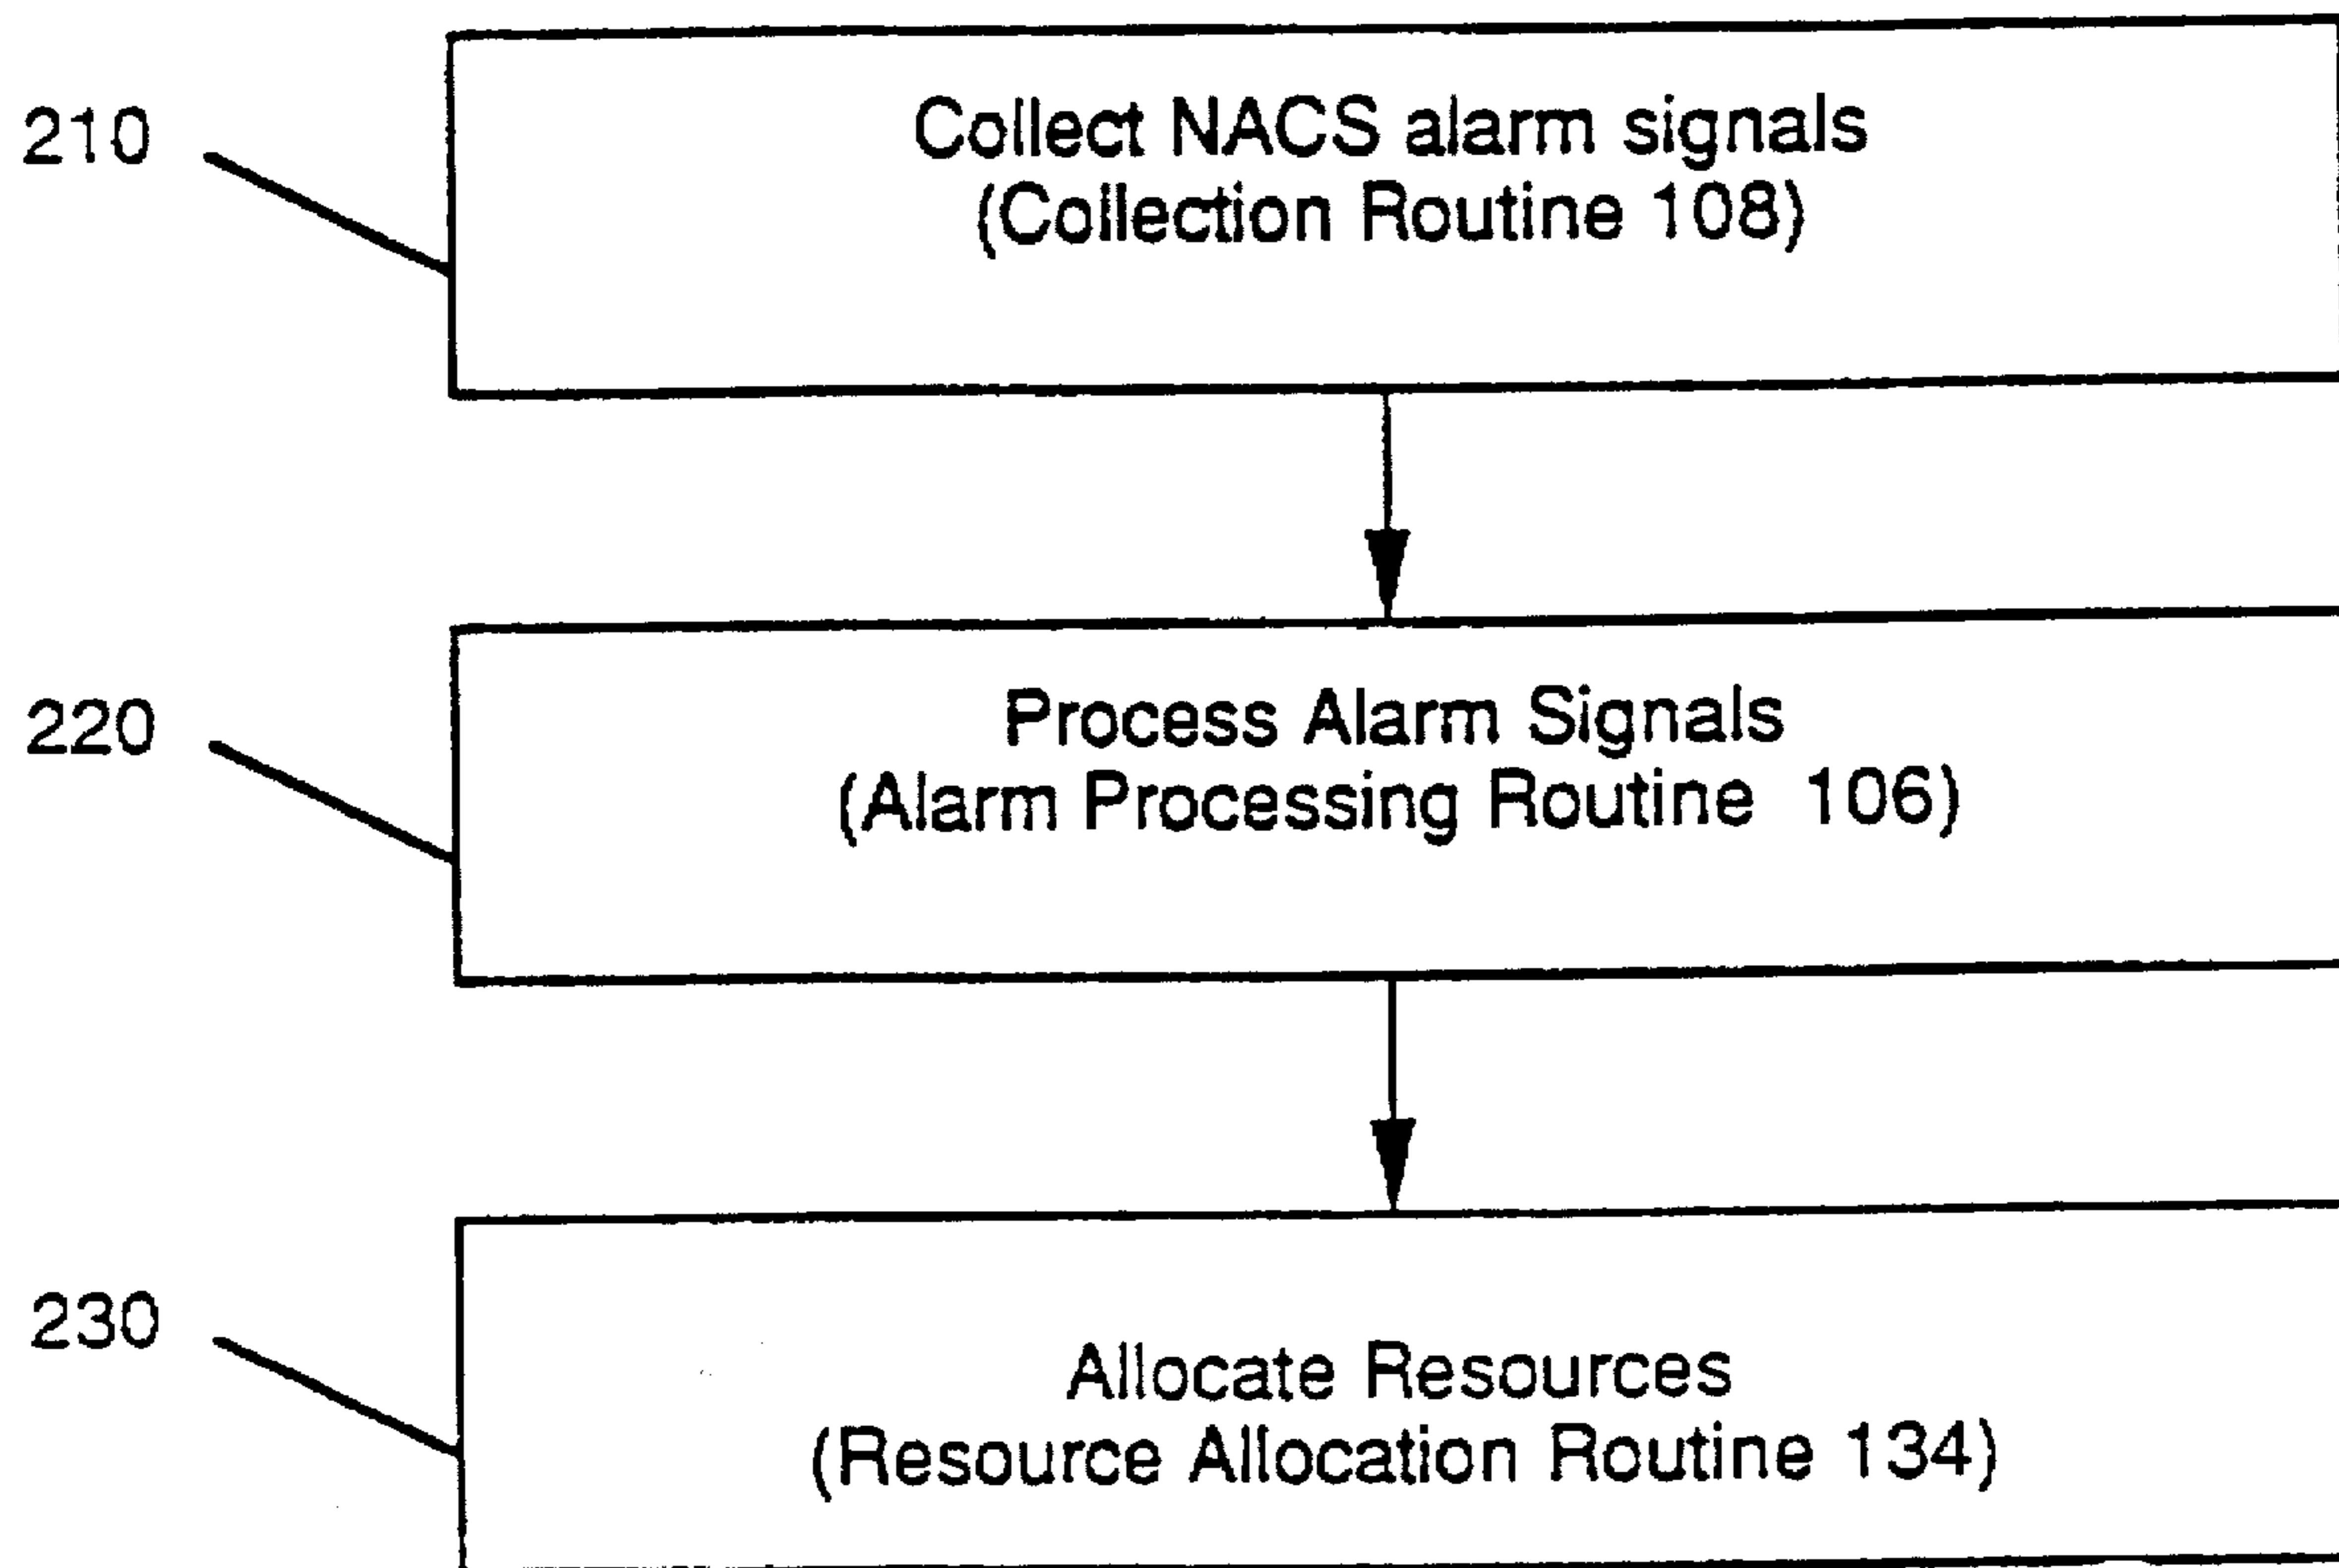 210
Collect NACS alarm signals
(Collection Routine 108)
220
Process Alarm Signals
(Alarm Processing Routine 106)
230
Allocate Resources
(Resource Allocation Routine 134)